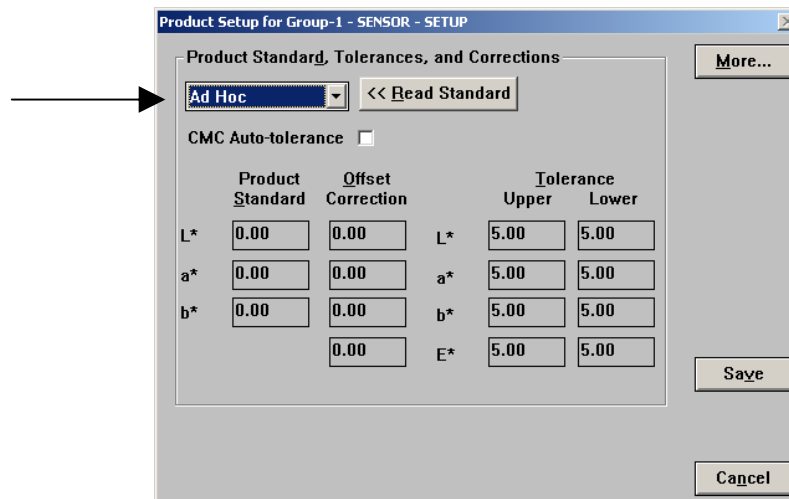 Product Setup for Group-1 - SENSOR - SETUP
Product Standard, Tolerances, and Corrections
More...
Ad Hoc
<< Read Standard
CMC Auto-tolerance
Product Offset Tolerance
Standard Correction Upper Lower
L* 0.00 0.00 L* 5.00 5.00
a* 0.00 0.00 a* 5.00 5.00
b* 0.00 0.00 b* 5.00 5.00
0.00 E* 5.00 5.00
Save
Cancel